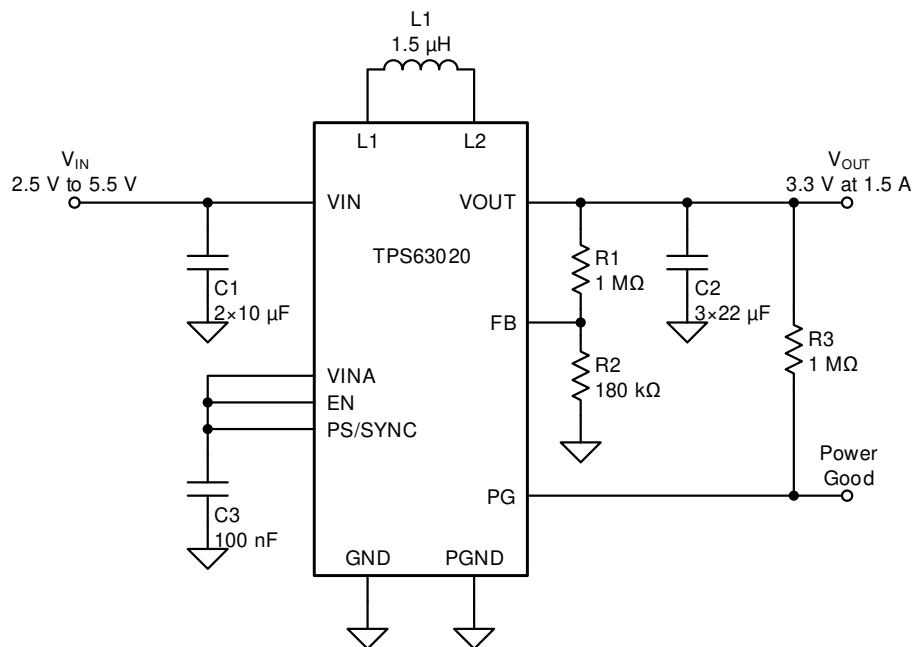 L1
1.5 µH
L1
L2
VIN
2.5 V to 5.5 V
VOUT
3.3 V at 1.5 A
VIN
VOUT
TPS63020
C1
2×10 µF
R1
1 MΩ
C2
3×22 µF
FB
R2
180 kΩ
R3
1 MΩ
VINA
EN
PS/SYNC
Power
Good
PG
C3
100 nF
GND
PGND